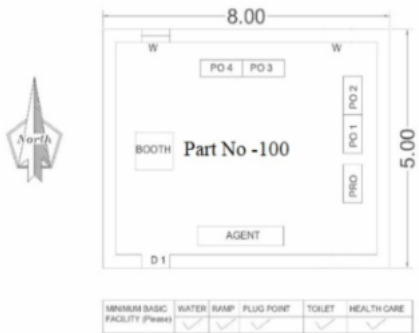 8.00
W W
PO 4 PO 3
North
PO 2
BOOTH Part No -100
PO 1
5.00
PRO
AGENT
D 1
MINIMUM BASIC FACILITY (Please) WATER RAMP PLUG POINT TOILET HEALTH CARE